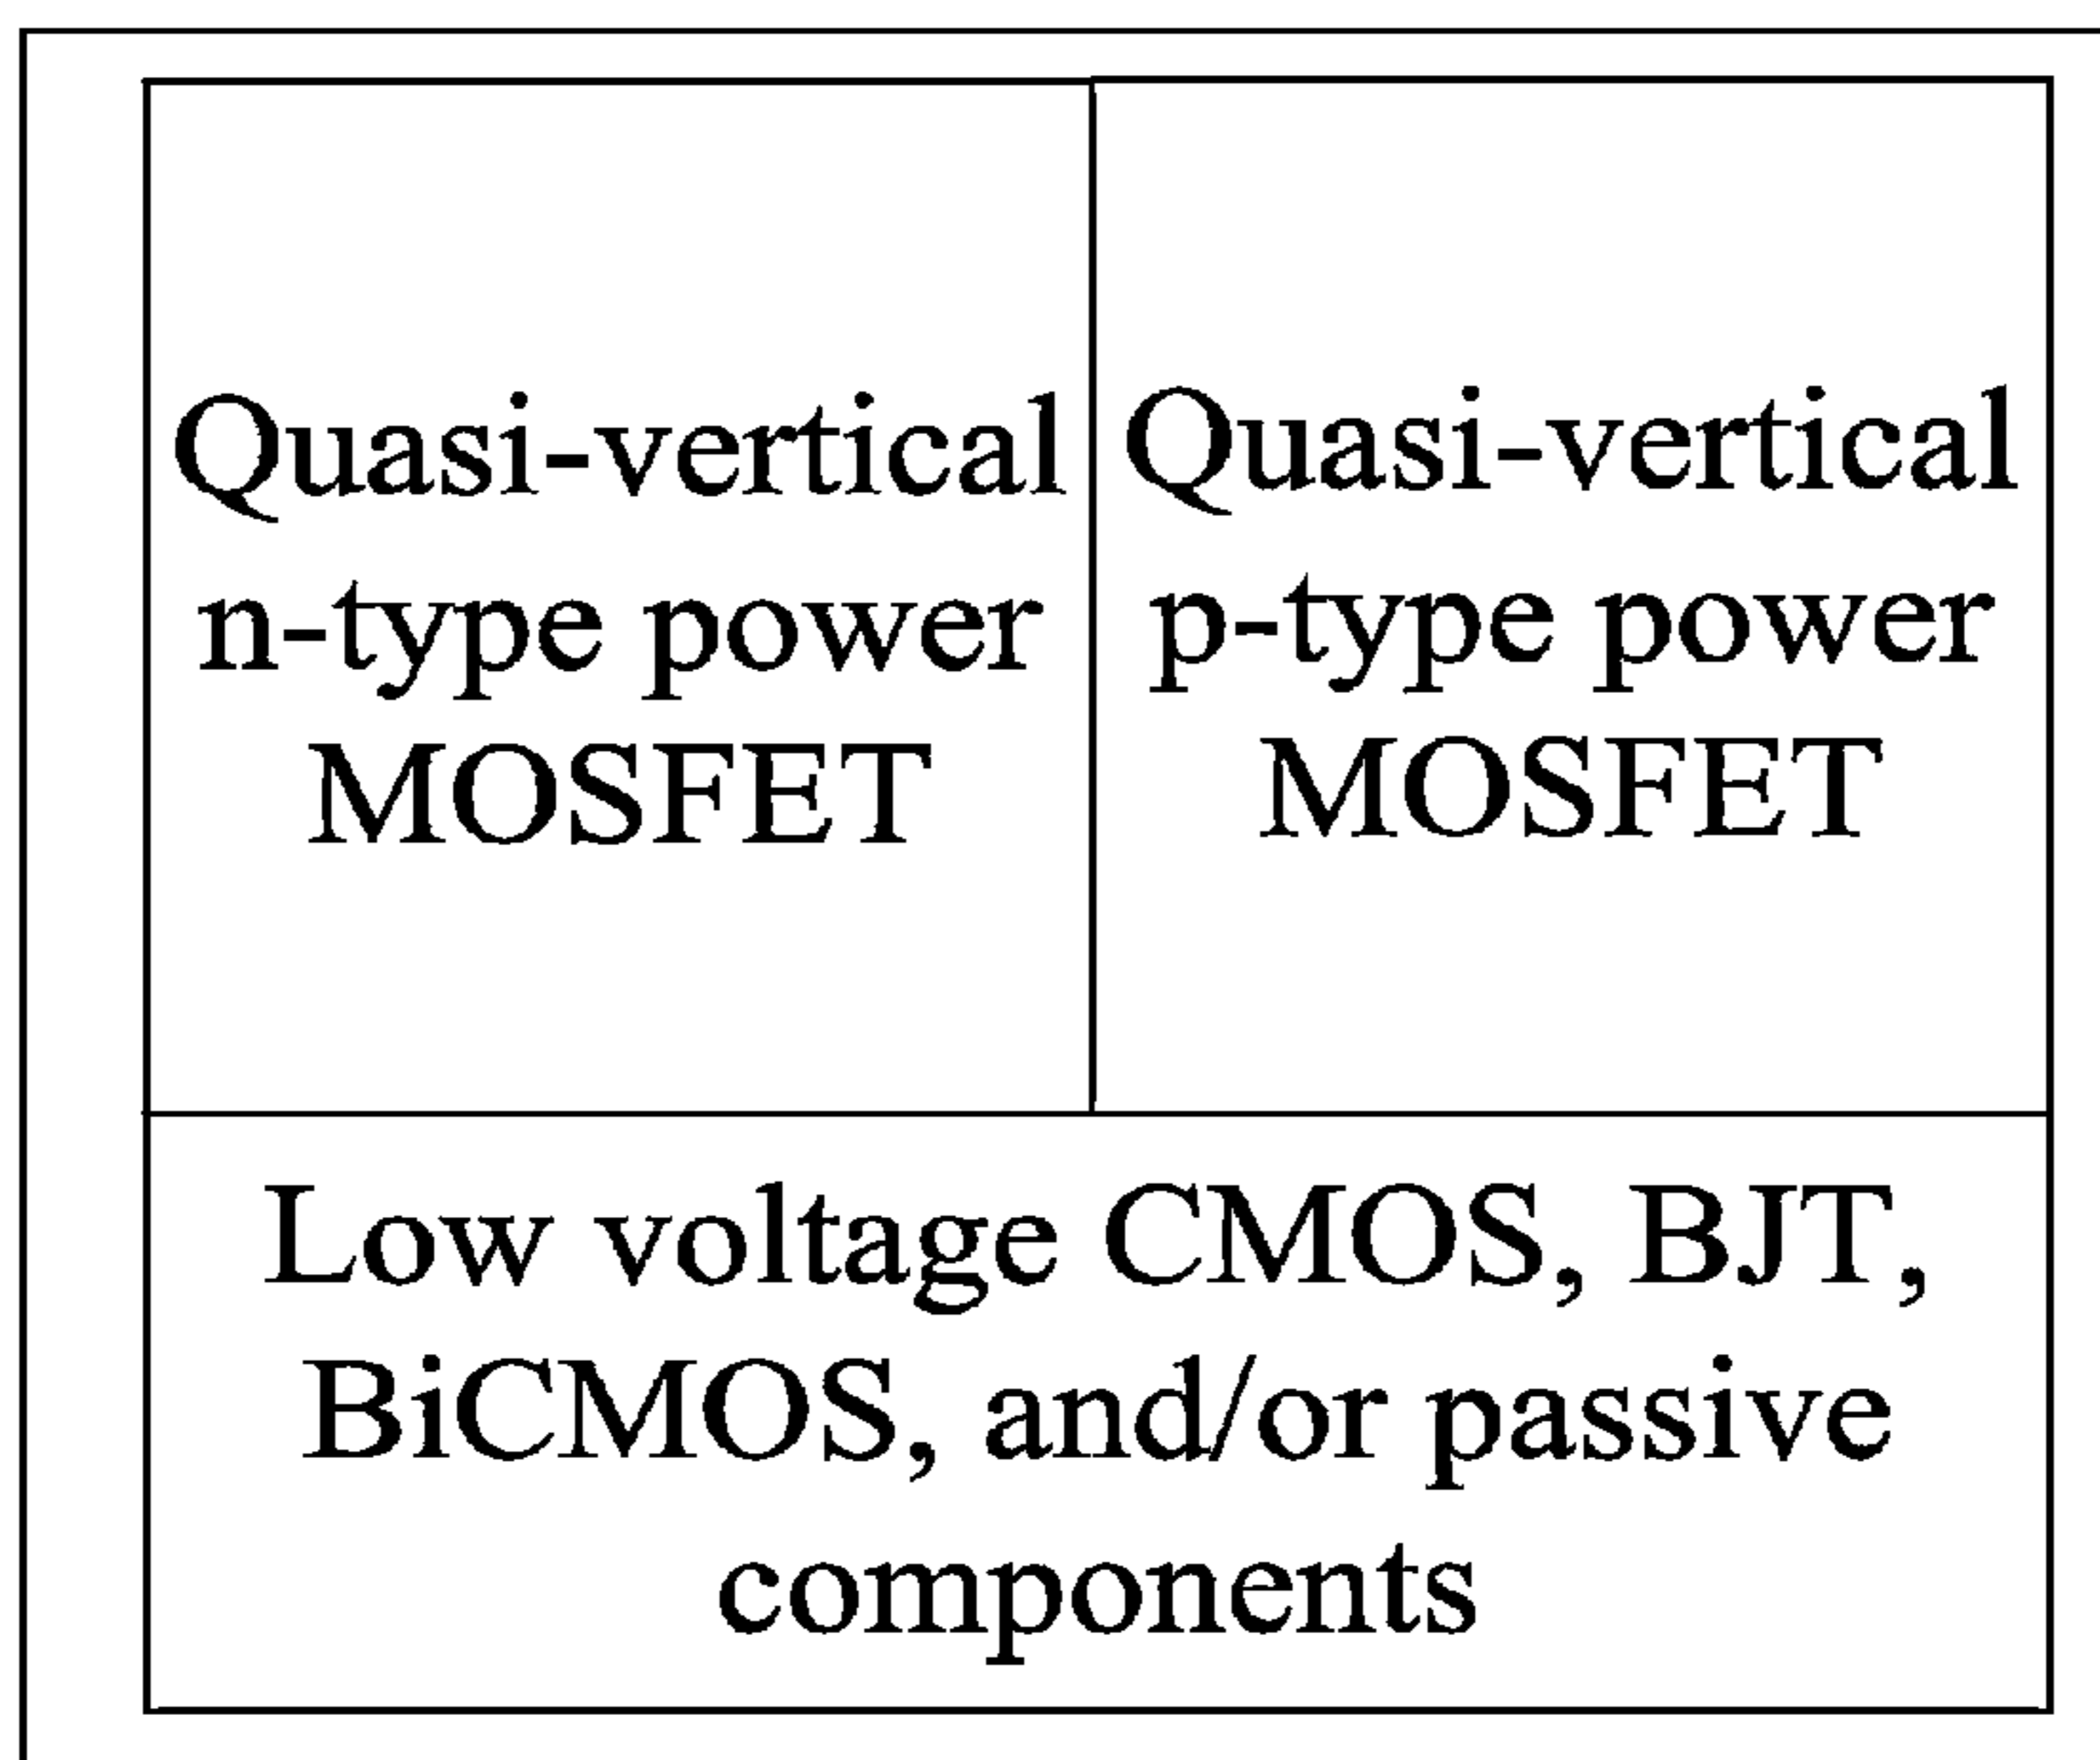 Quasi-vertical
n-type power
MOSFET
Quasi-vertical
p-type power
MOSFET
Low voltage CMOS, BJT,
BiCMOS, and/or passive
components